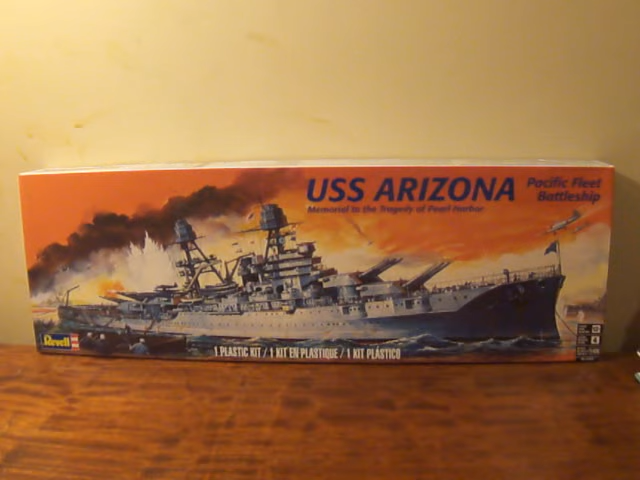 USS ARIZONA
Pacific Fleet
Battleship
Memorial to the Tragedy of Pearl Harbor
Revell
1 PLASTIC KIT / 1 KIT EN PLASTIQUE / 1 KIT PLÁSTICO